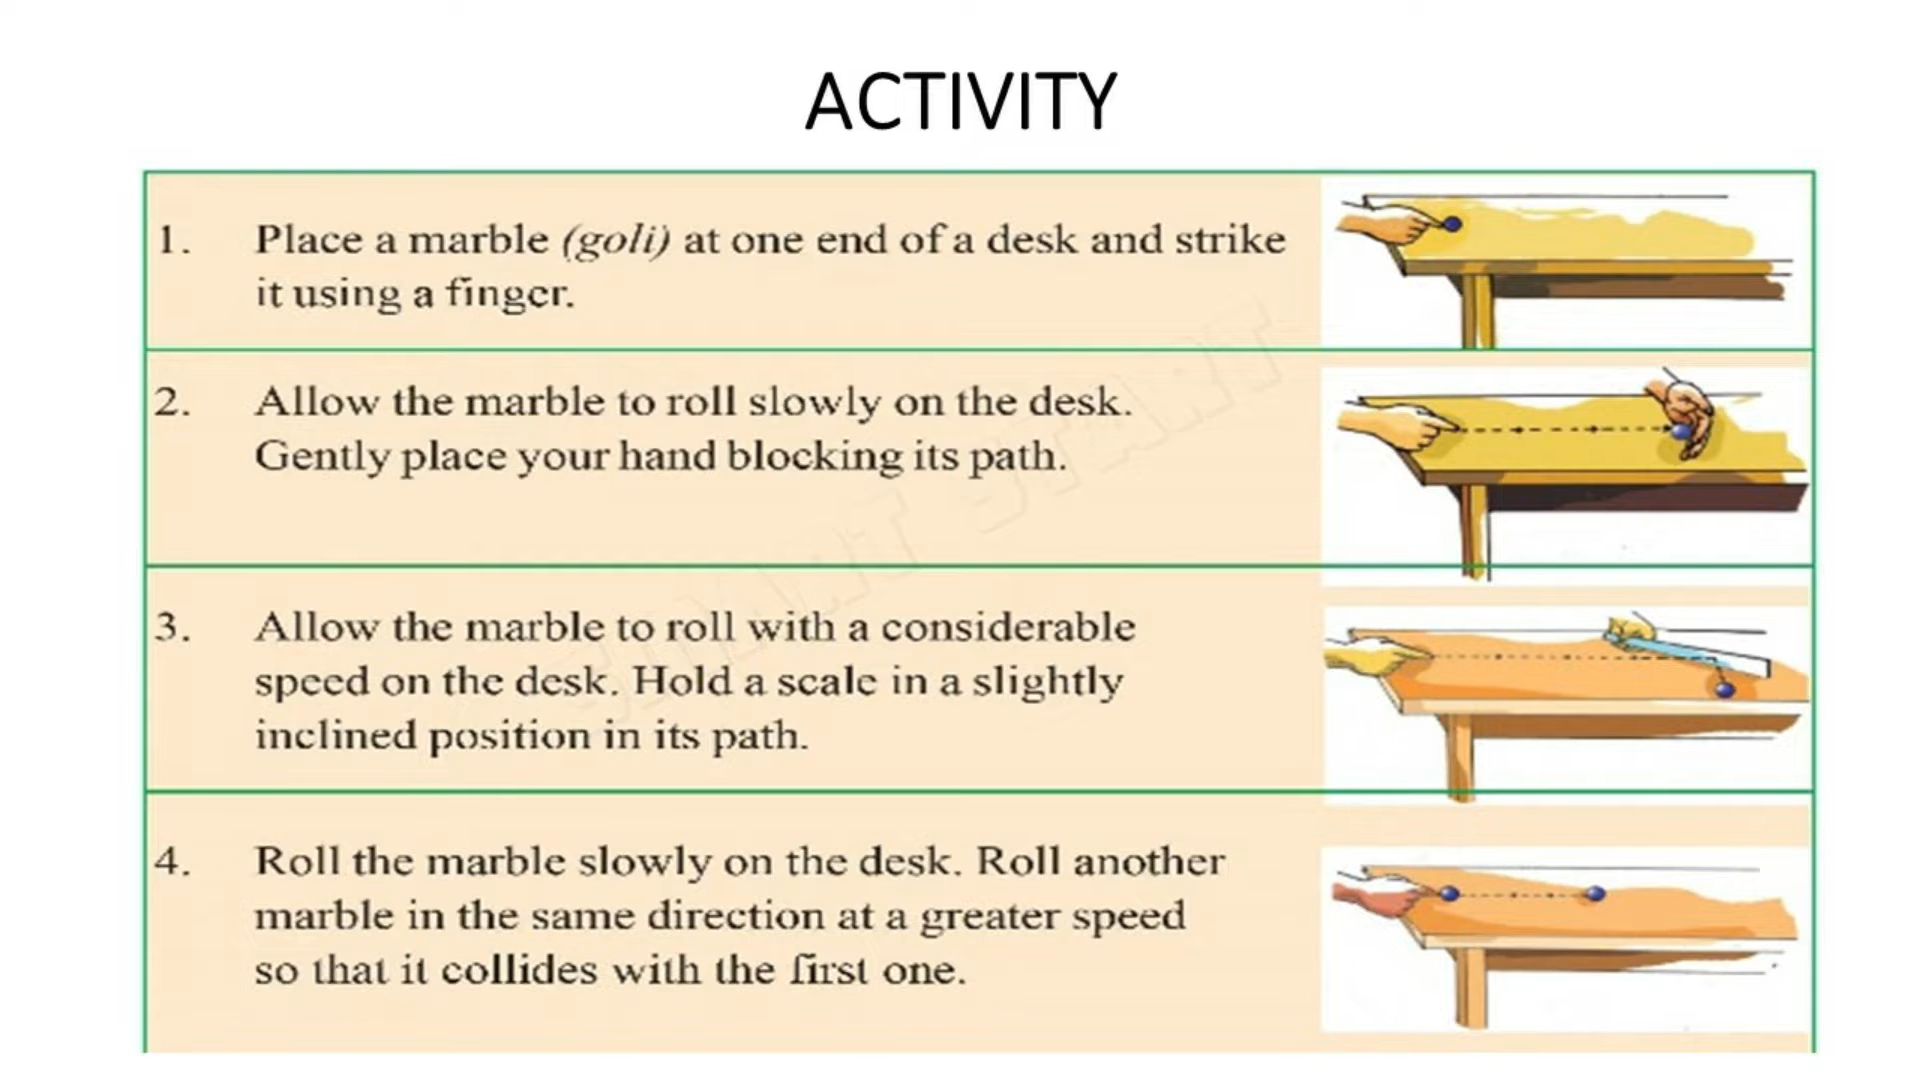 ACTIVITY
1. Place a marble (goli) at one end of a desk and strike
it using a finger.
2. Allow the marble to roll slowly on the desk.
Gently place your hand blocking its path.
3. Allow the marble to roll with a considerable
speed on the desk. Hold a scale in a slightly
inclined position in its path.
4. Roll the marble slowly on the desk. Roll another
marble in the same direction at a greater speed
so that it collides with the first one.
SMART START